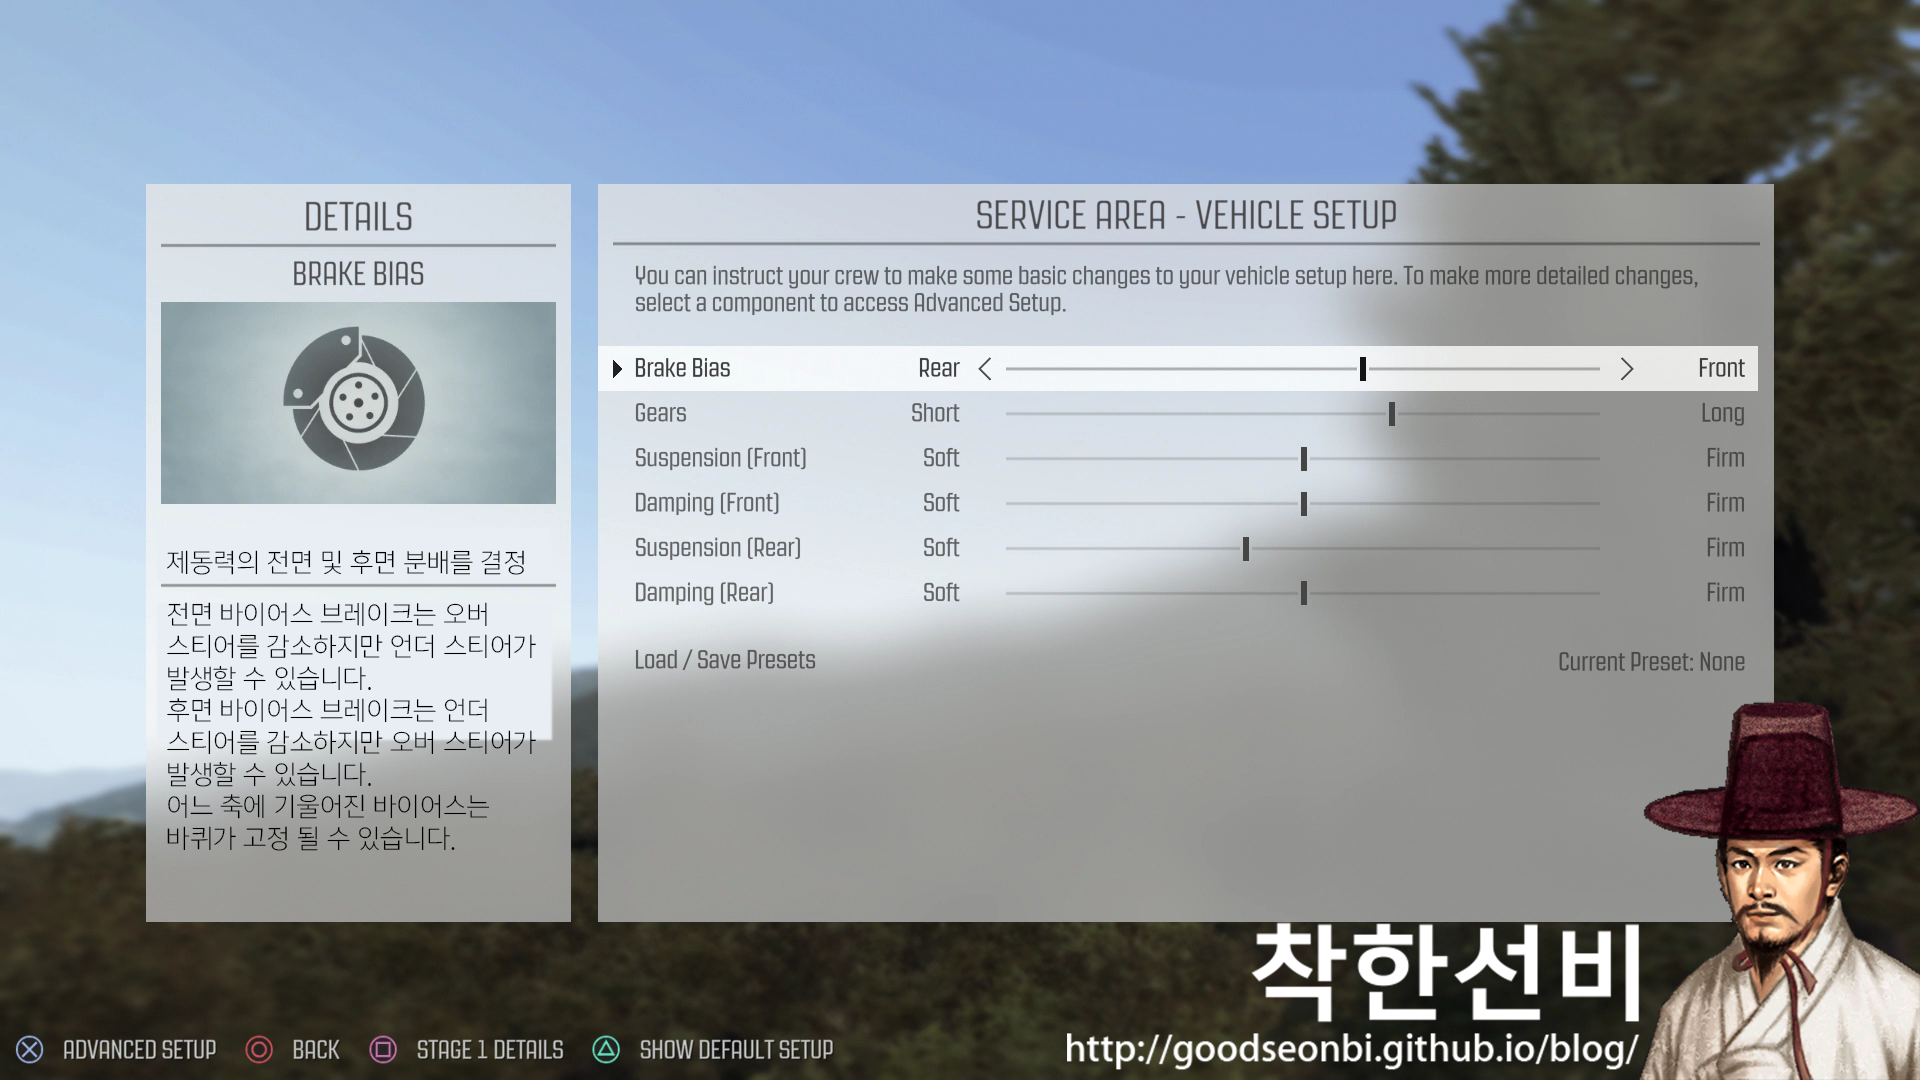 DETAILS
BRAKE BIAS
제동력의 전면 및 후면 분배를 결정
전면 바이어스 브레이크는 오버
스티어를 감소하지만 언더 스티어가
발생할 수 있습니다.
후면 바이어스 브레이크는 언더
스티어를 감소하지만 오버 스티어가
발생할 수 있습니다.
어느 축에 기울어진 바이어스는
바퀴가 고정 될 수 있습니다.
SERVICE AREA - VEHICLE SETUP
You can instruct your crew to make some basic changes to your vehicle setup here. To make more detailed changes,
select a component to access Advanced Setup.
Brake Bias Rear Front
Gears Short Long
Suspension (Front) Soft Firm
Damping (Front) Soft Firm
Suspension (Rear) Soft Firm
Damping (Rear) Soft Firm
Load / Save Presets Current Preset: None
착한선비
http://goodseonbi.github.io/blog/
ADVANCED SETUP BACK STAGE 1 DETAILS SHOW DEFAULT SETUP